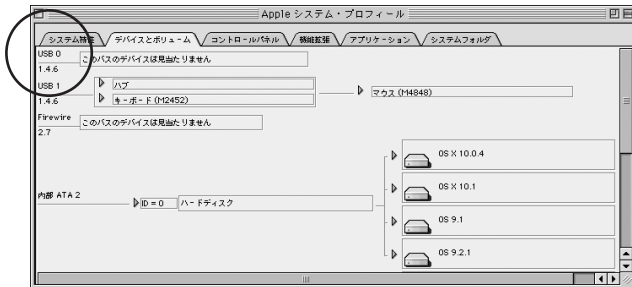 Apple システム・プロフィール
システム特性 デバイスとボリューム コントロールパネル 機能拡張 アプリケーション システムフォルダ
USB 0
このバスのデバイスは見当たりません
1.4.6
USB 1
ハブ
キーボード (M2452)
マウス (M4848)
1.4.6
Firewire
このバスのデバイスは見当たりません
2.7
内部 ATA 2
ID = 0 ハードディスク
OS X 10.0.4
OS X 10.1
OS 9.1
OS 9.2.1